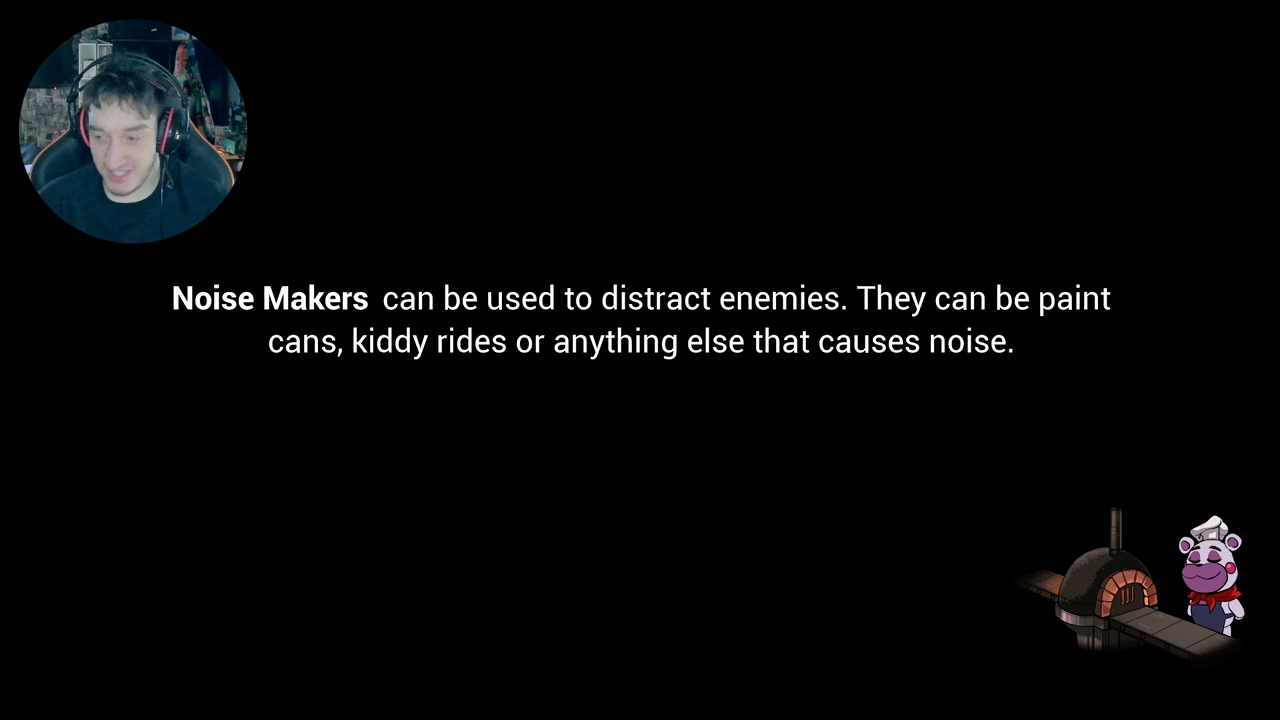 Noise Makers can be used to distract enemies. They can be paint
cans, kiddy rides or anything else that causes noise.